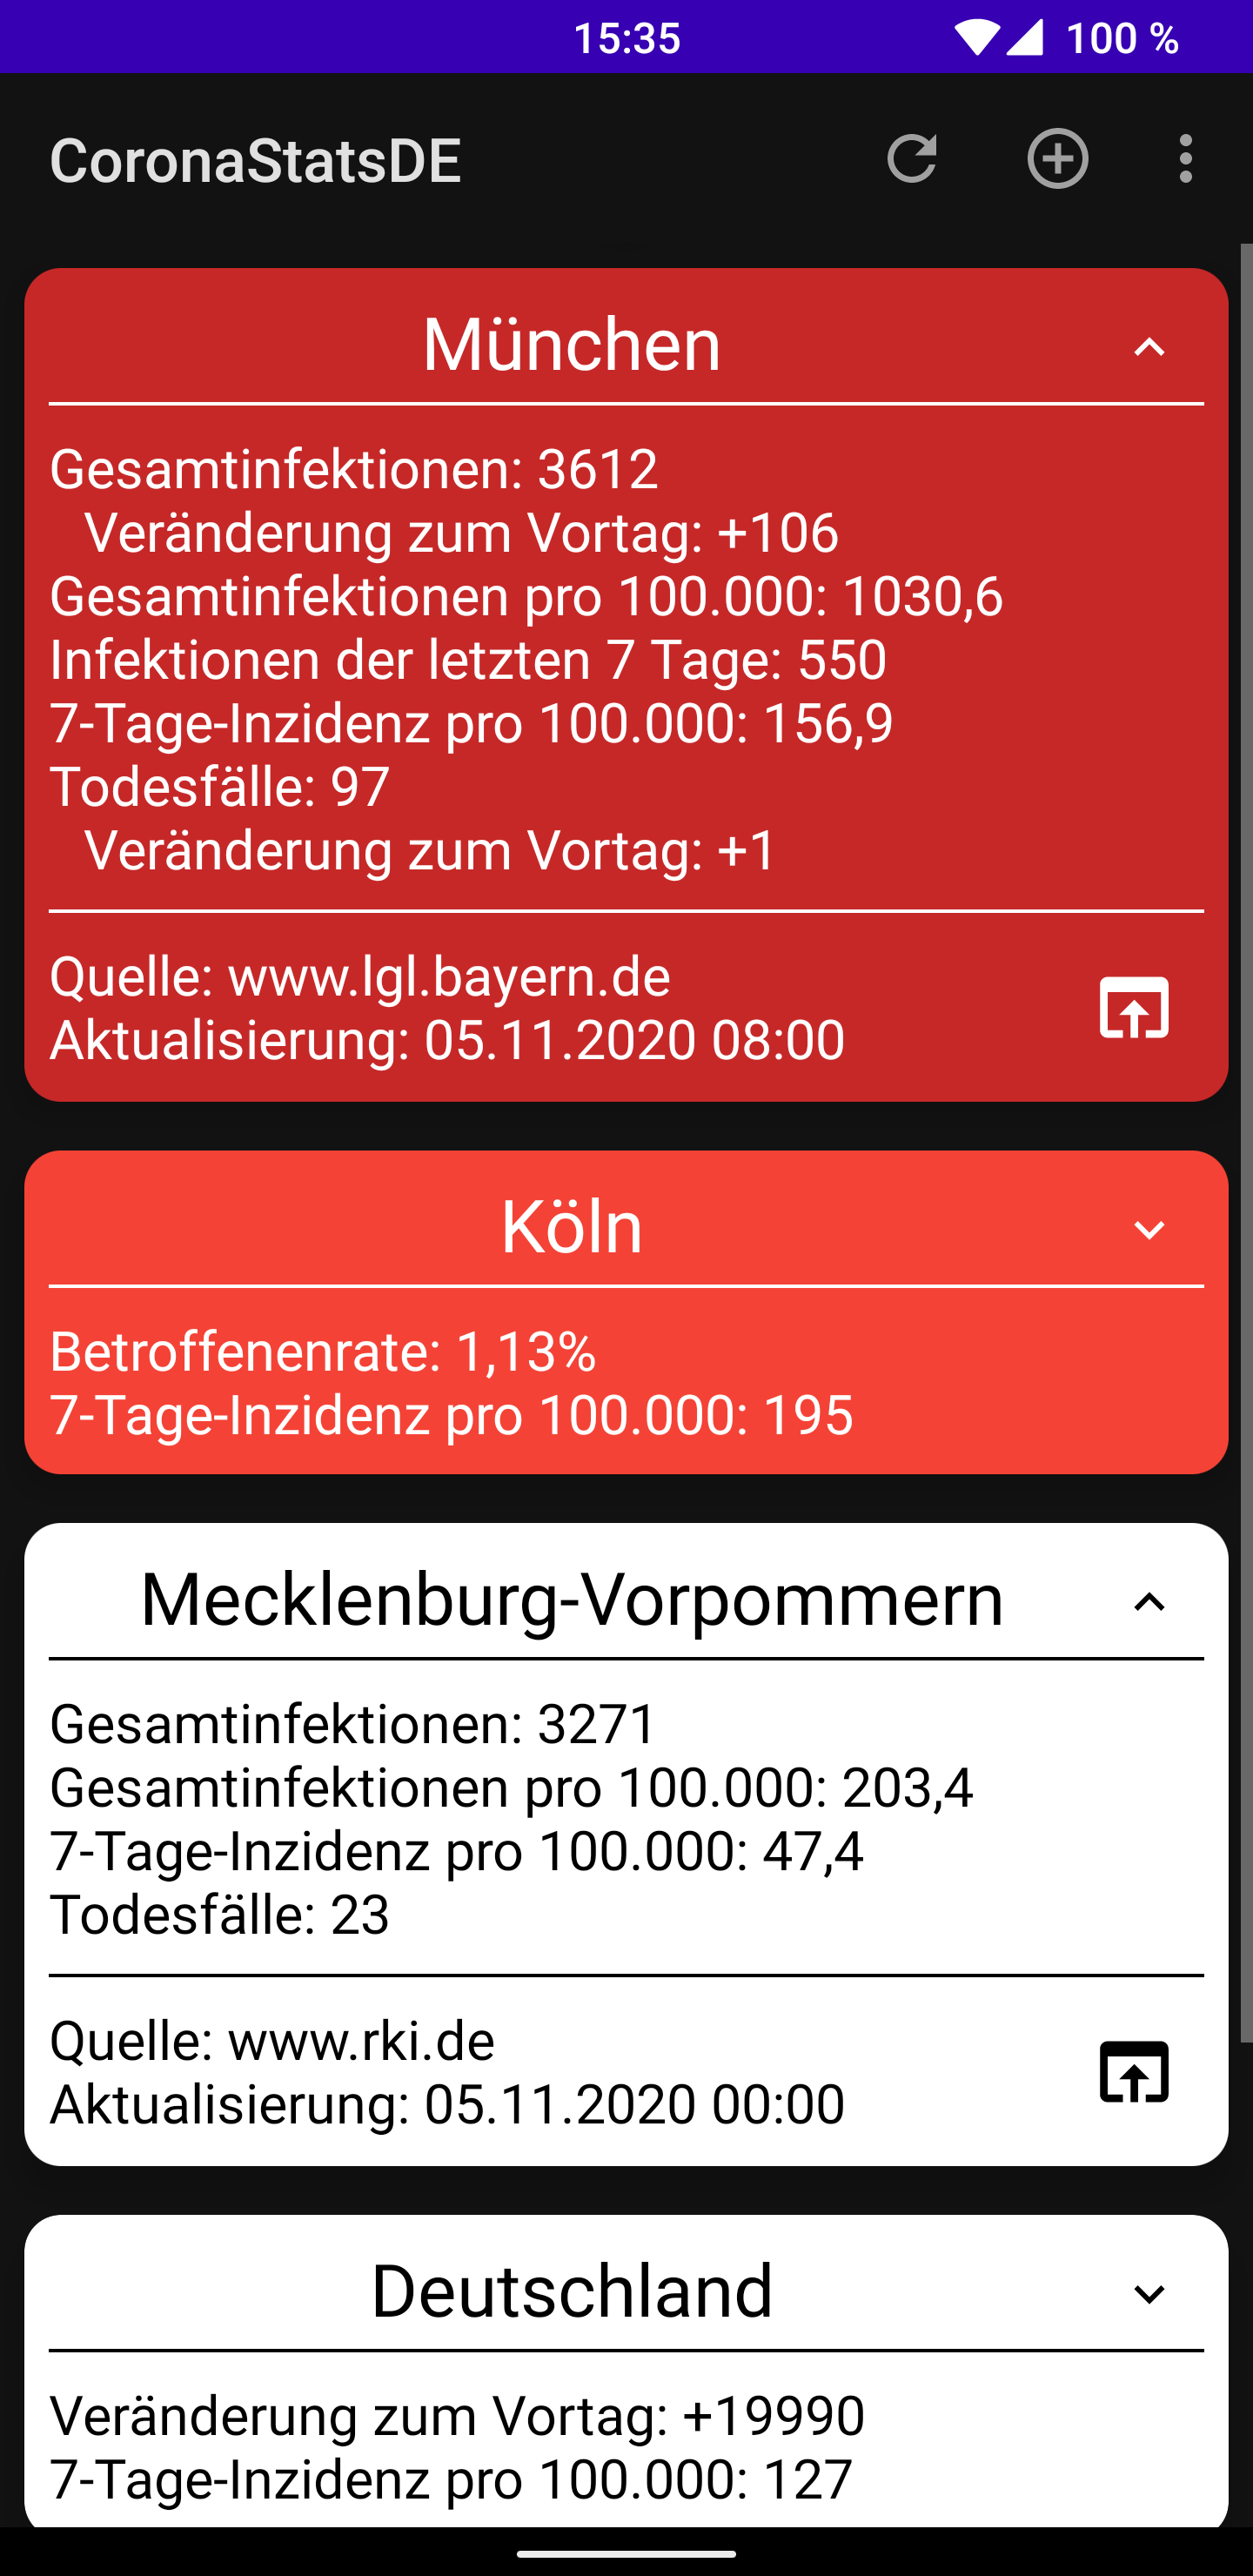 15:35 100 %
CoronaStatsDE
München
Gesamtinfektionen: 3612
Veränderung zum Vortag: +106
Gesamtinfektionen pro 100.000: 1030,6
Infektionen der letzten 7 Tage: 550
7-Tage-Inzidenz pro 100.000: 156,9
Todesfälle: 97
Veränderung zum Vortag: +1
Quelle: www.lgl.bayern.de
Aktualisierung: 05.11.2020 08:00
Köln
Betroffenenrate: 1,13%
7-Tage-Inzidenz pro 100.000: 195
Mecklenburg-Vorpommern
Gesamtinfektionen: 3271
Gesamtinfektionen pro 100.000: 203,4
7-Tage-Inzidenz pro 100.000: 47,4
Todesfälle: 23
Quelle: www.rki.de
Aktualisierung: 05.11.2020 00:00
Deutschland
Veränderung zum Vortag: +19990
7-Tage-Inzidenz pro 100.000: 127